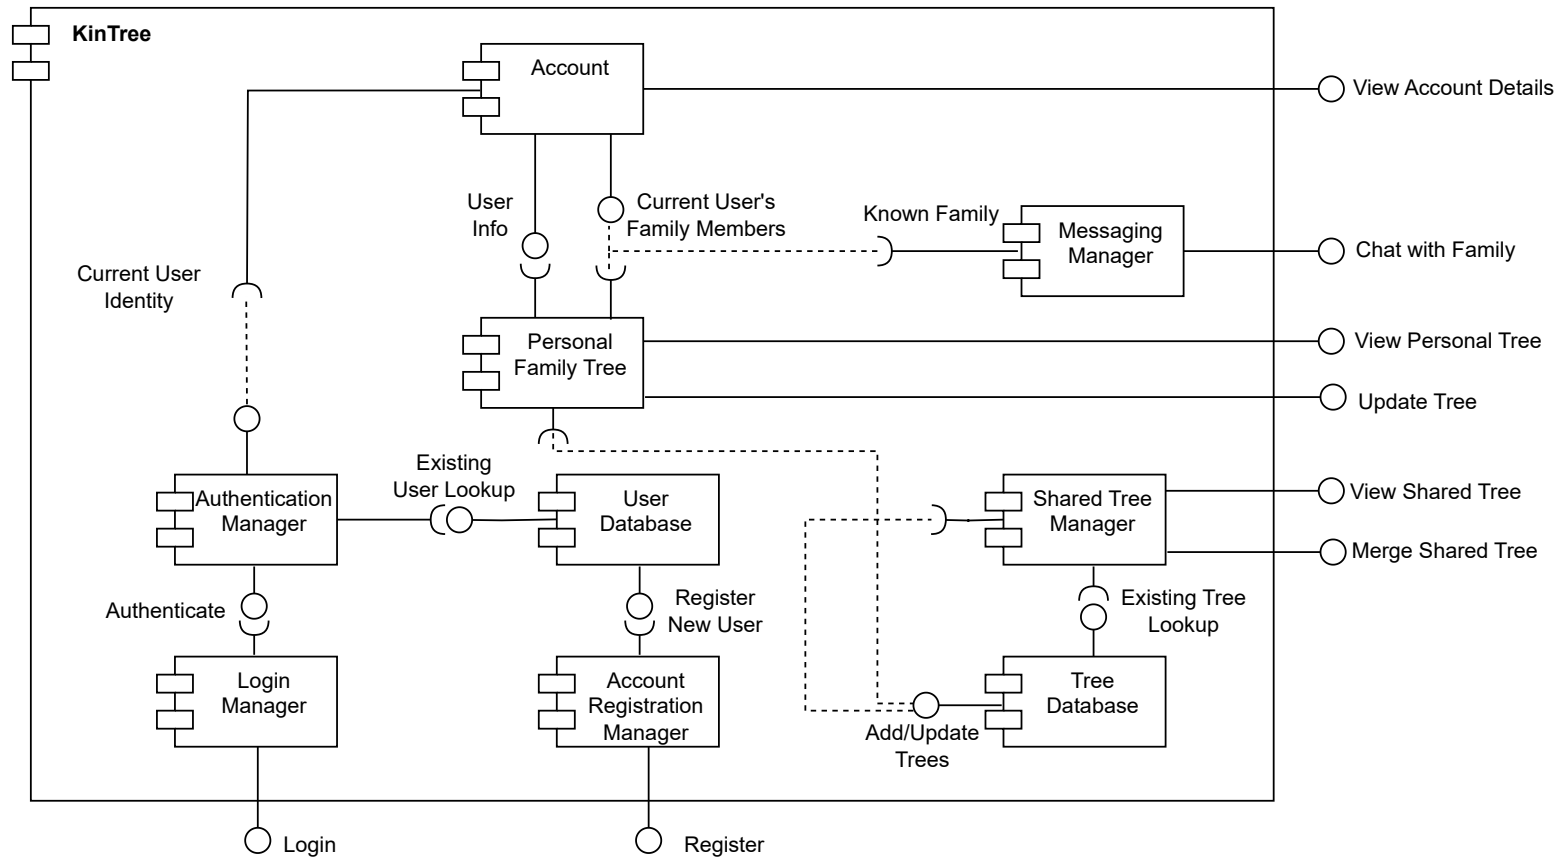 KinTree
Account
View Account Details
User
Info
Current User's
Family Members
Known Family
Messaging
Manager
Chat with Family
Current User
Identity
Personal
Family Tree
View Personal Tree
Update Tree
Existing
User Lookup
Authentication
Manager
User
Database
Shared Tree
Manager
View Shared Tree
Merge Shared Tree
Authenticate
Register
New User
Existing Tree
Lookup
Login
Manager
Account
Registration
Manager
Add/Update
Trees
Tree
Database
Login
Register